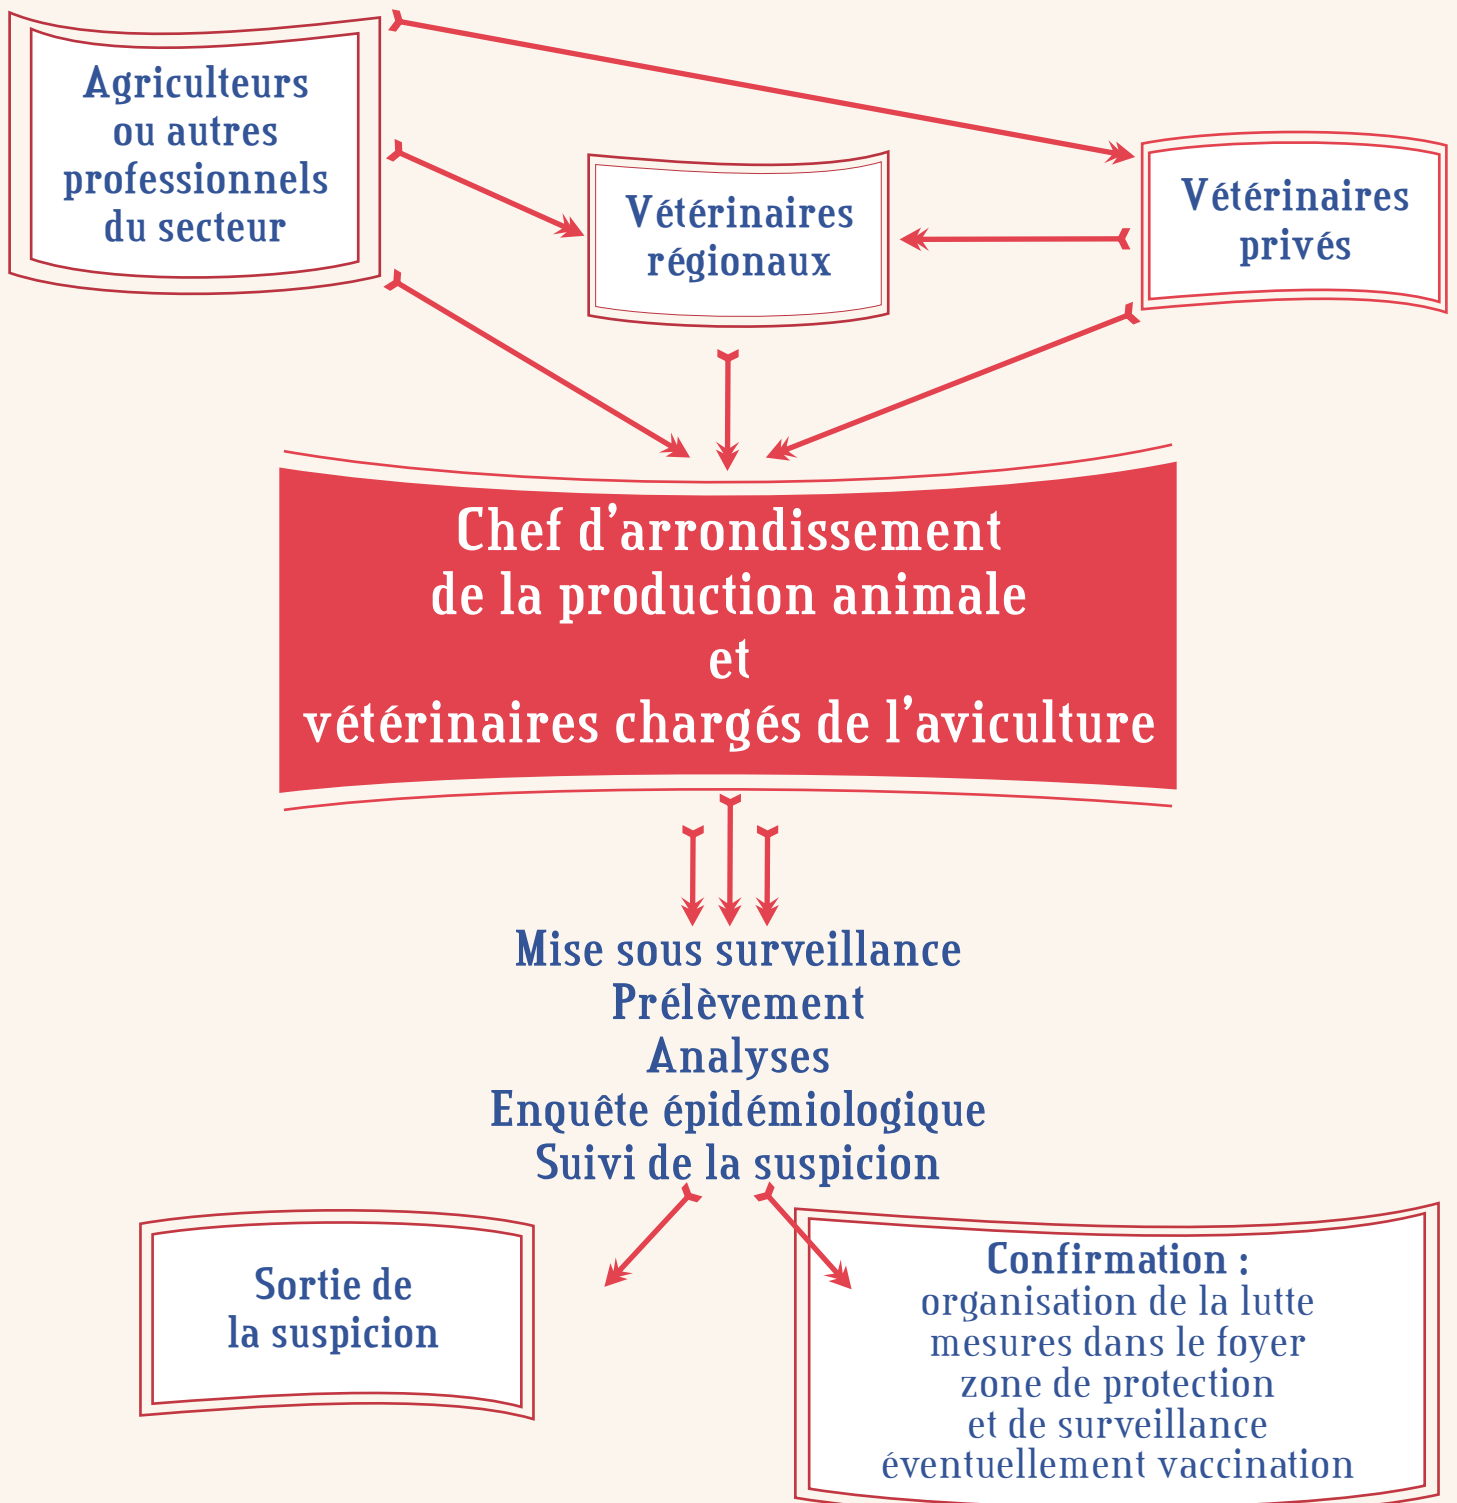 Agriculteurs
ou autres
professionnels
du secteur
Vétérinaires
régionaux
Vétérinaires
privés
Chef d'arrondissement
de la production animale
et
vétérinaires chargés de l'aviculture
Mise sous surveillance
Prélèvement
Analyses
Enquête épidémiologique
Suivi de la suspicion
Sortie de
la suspicion
Confirmation :
organisation de la lutte
mesures dans le foyer
zone de protection
et de surveillance
éventuellement vaccination